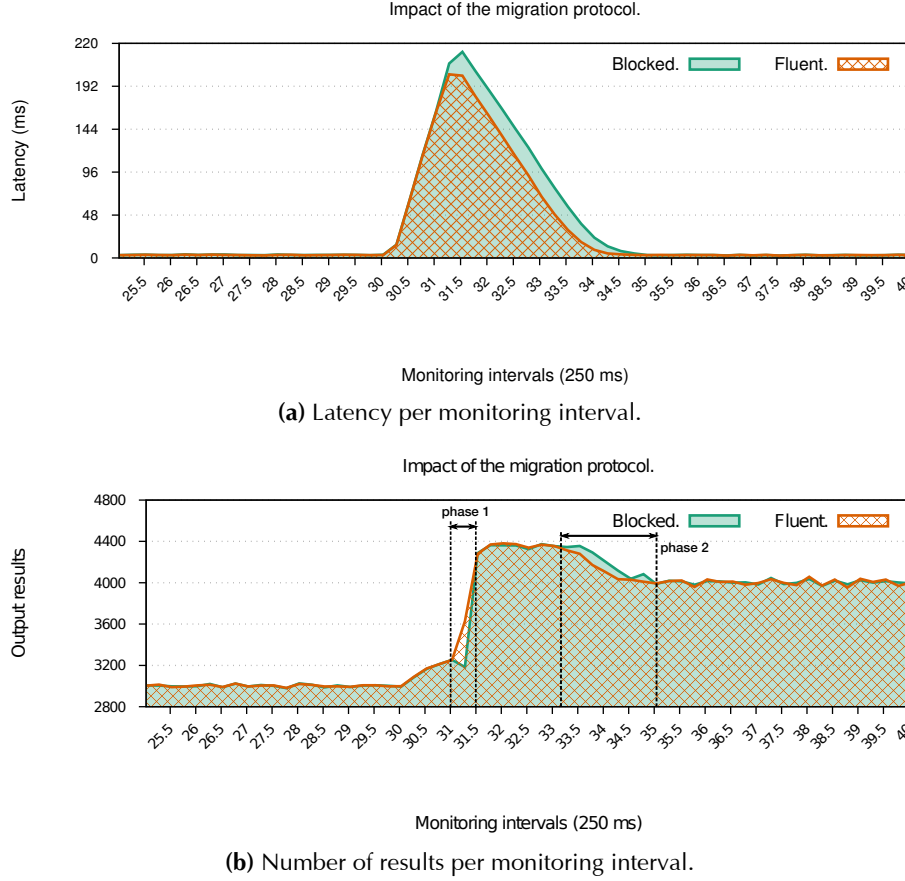 Impact of the migration protocol.
220
192
144
96
48
0
Latency (ms)
Blocked. Fluent.
25.5 26 26.5 27 27.5 28 28.5 29 29.5 30 30.5 31 31.5 32 32.5 33 33.5 34 34.5 35 35.5 36 36.5 37 37.5 38 38.5 39 39.5
Monitoring intervals (250 ms)
(a) Latency per monitoring interval.
Impact of the migration protocol.
4800
4400
4000
3600
3200
2800
Output results
phase 1
Blocked. Fluent.
phase 2
25.5 26 26.5 27 27.5 28 28.5 29 29.5 30 30.5 31 31.5 32 32.5 33 33.5 34 34.5 35 35.5 36 36.5 37 37.5 38 38.5 39 39.5
Monitoring intervals (250 ms)
(b) Number of results per monitoring interval.